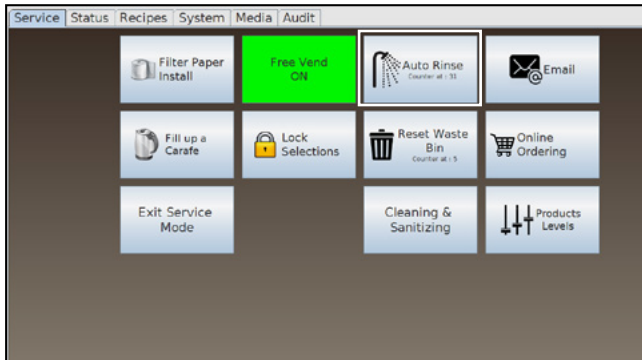 Service Status Recipes System Media Audit
Filter Paper
Install
Free Vend
ON
Auto Rinse
Counter at : 31
Email
Fill up a
Carafe
Lock
Selections
Reset Waste
Bin
Counter at : 5
Online
Ordering
Exit Service
Mode
Cleaning &
Sanitizing
Products
Levels